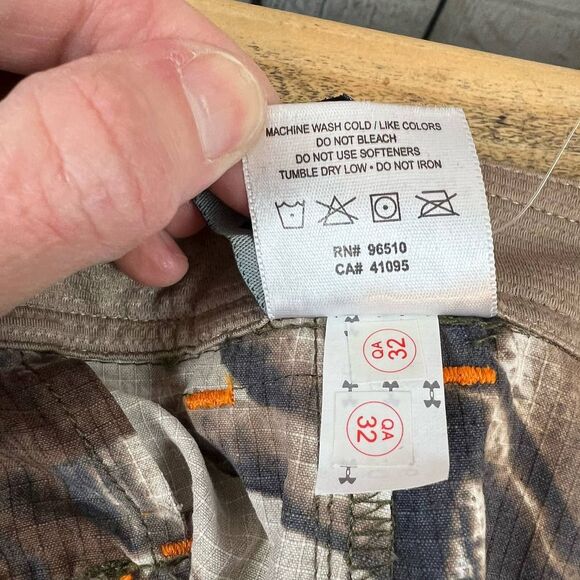 MACHINE WASH COLD / LIKE COLORS
DO NOT BLEACH
DO NOT USE SOFTENERS
TUMBLE DRY LOW • DO NOT IRON
RN# 96510
CA# 41095
QA
32
QA
32